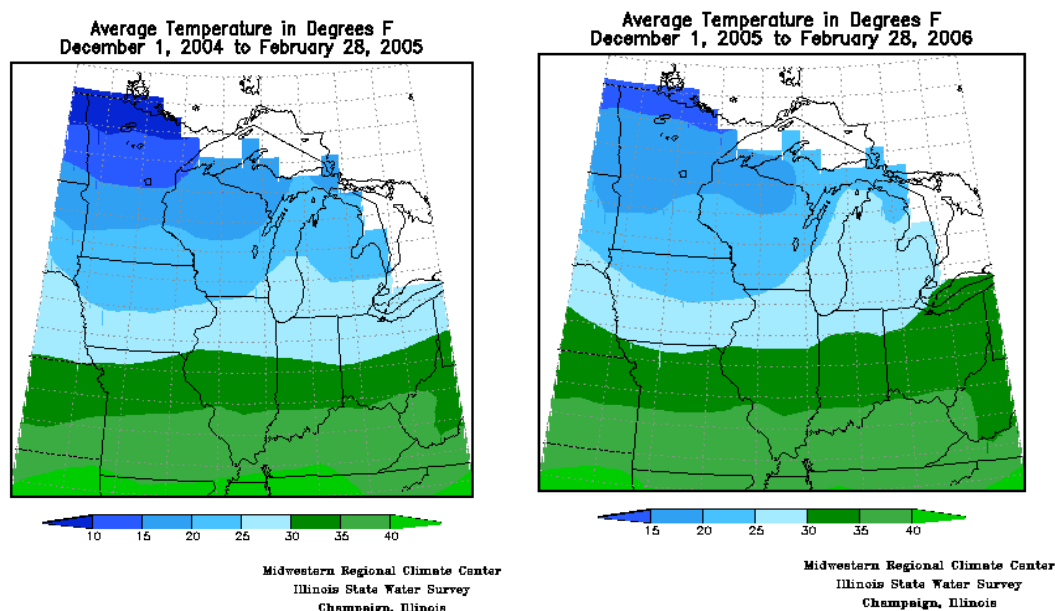 Average Temperature in Degrees F
December 1, 2004 to February 28, 2005
10 15 20 25 30 35 40
Midwestern Regional Climate Center
Illinois State Water Survey
Champaign, Illinois
Average Temperature in Degrees F
December 1, 2005 to February 28, 2006
15 20 25 30 35 40
Midwestern Regional Climate Center
Illinois State Water Survey
Champaign, Illinois